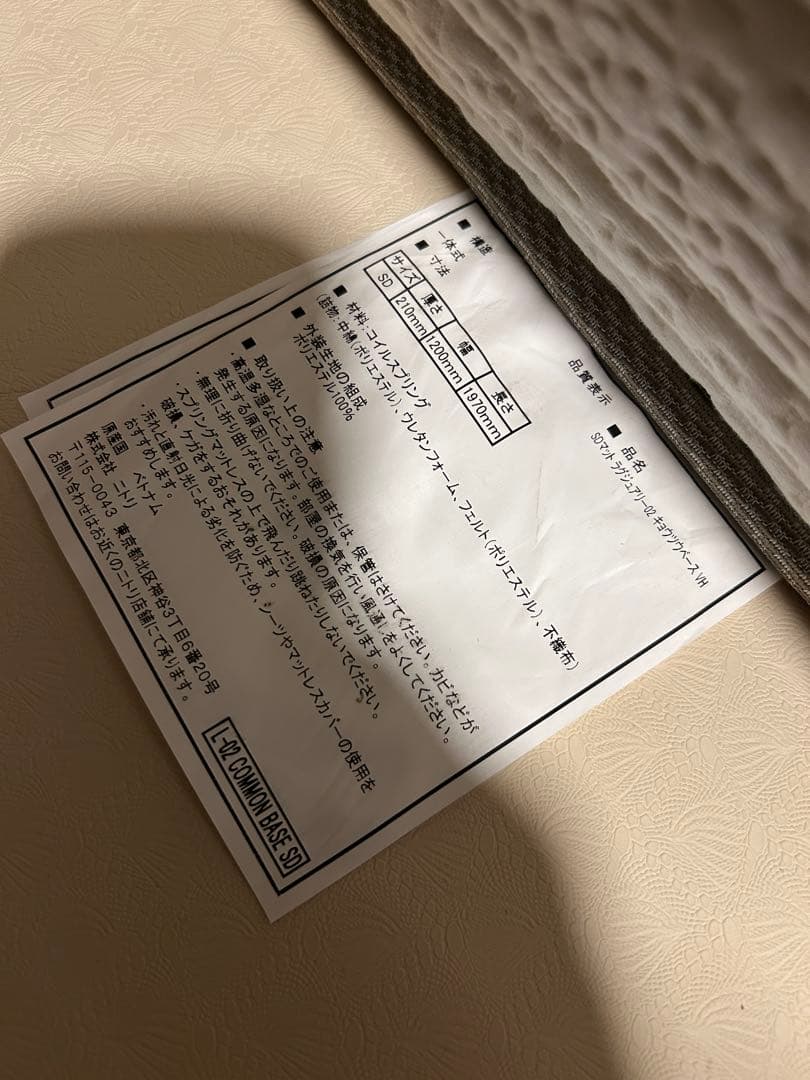 品質表示
■ 品名
SDマット ラグジュアリー02 キョウツウベース VH
■ 構造
一体式
■ 寸法
サイズ 厚さ 幅 長さ
SD 210mm 1200mm 1970mm
■ 材料：コイルスプリング
（詰物：中綿（ポリエステル）、ウレタンフォーム、フェルト（ポリエステル）、不織布）
■ 外装生地の組成
ポリエステル100％
■ 取り扱い上の注意
・高温多湿なところでのご使用または、保管はさけてください。カビなどが
発生する原因になります。部屋の換気を行い風通しをよくしてください。
・無理に折り曲げないでください。破損の原因になります。
・スプリングマットレスの上で飛んだり跳ねたりしないでください。
破損、ケガをするおそれがあります。
・汚れと直射日光による劣化を防ぐため、シーツやマットレスカバーの使用を
おすすめします。
原産国 ベトナム
株式会社 ニトリ
〒115-0043 東京都北区神谷3丁目6番20号
お問い合わせはお近くのニトリ店舗にて承ります。
L-02 COMMON BASE SD